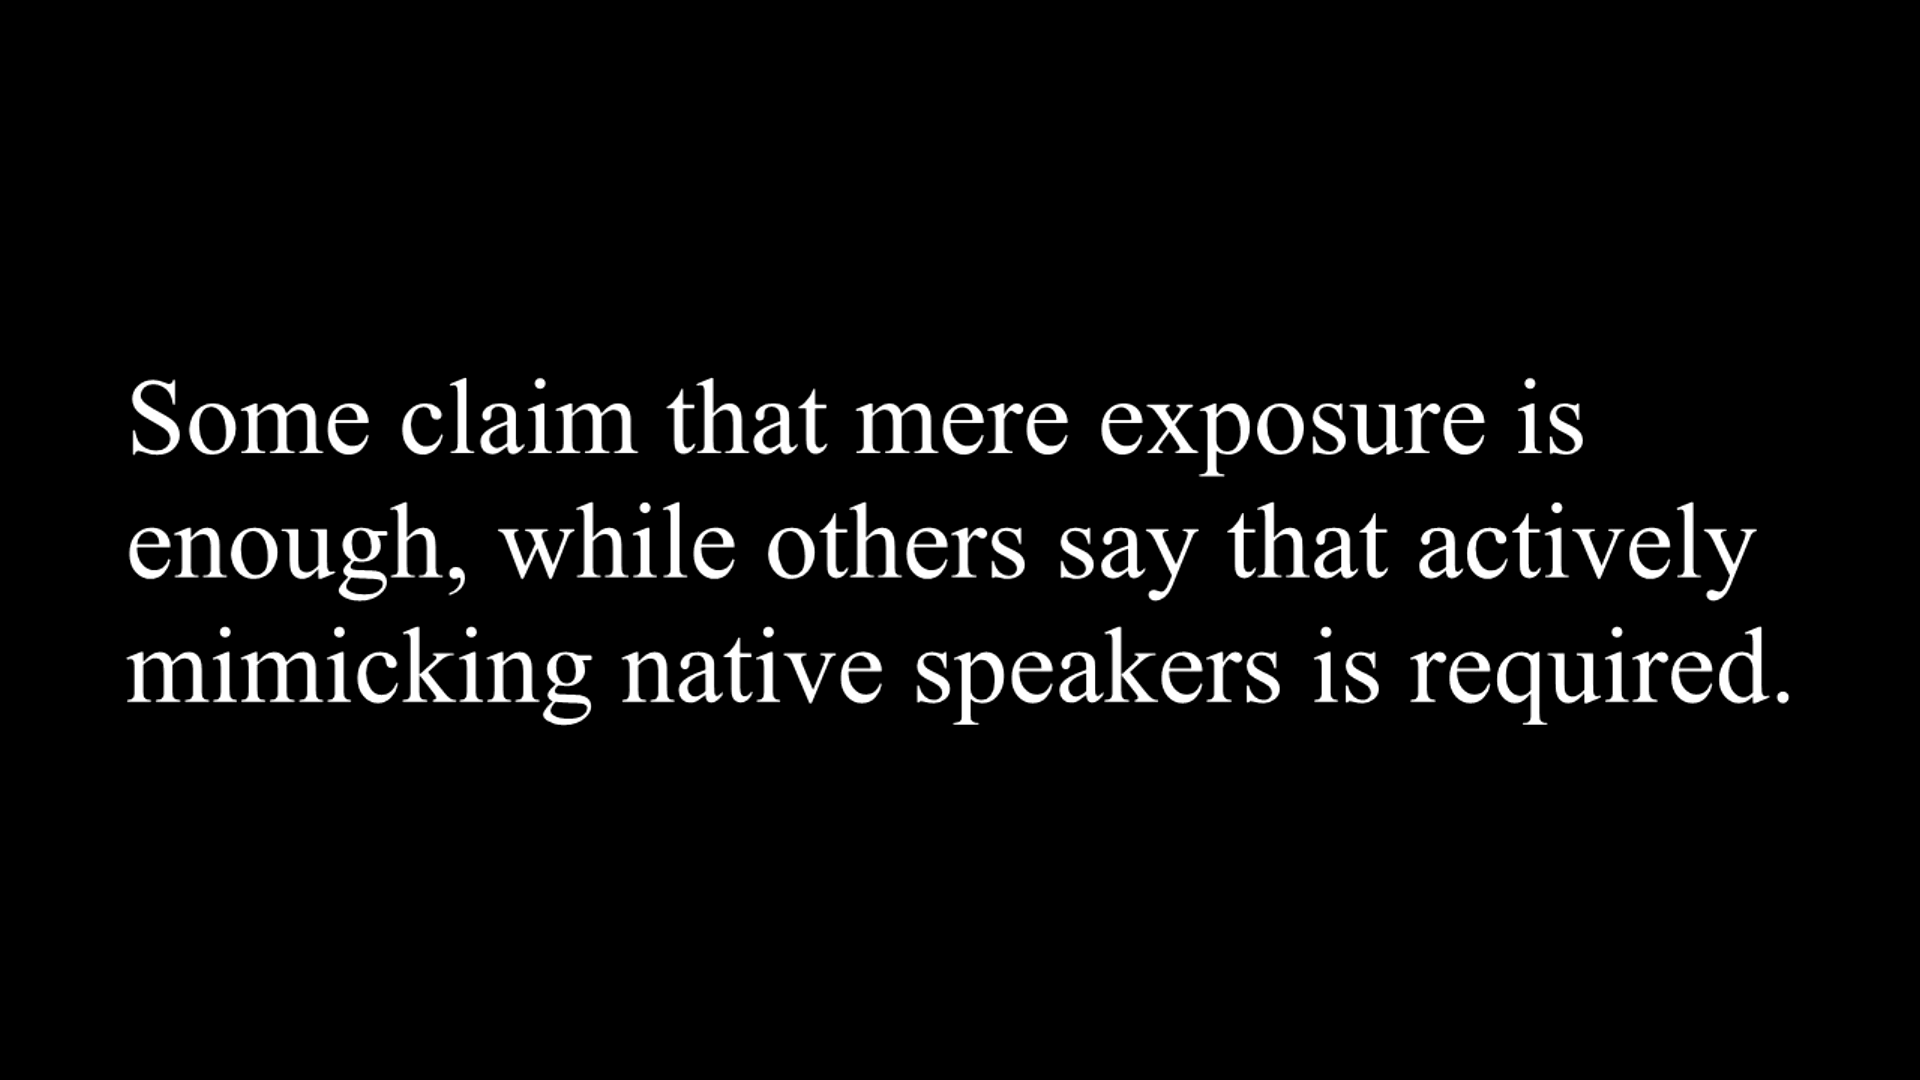 Some claim that mere exposure is
enough, while others say that actively
mimicking native speakers is required.